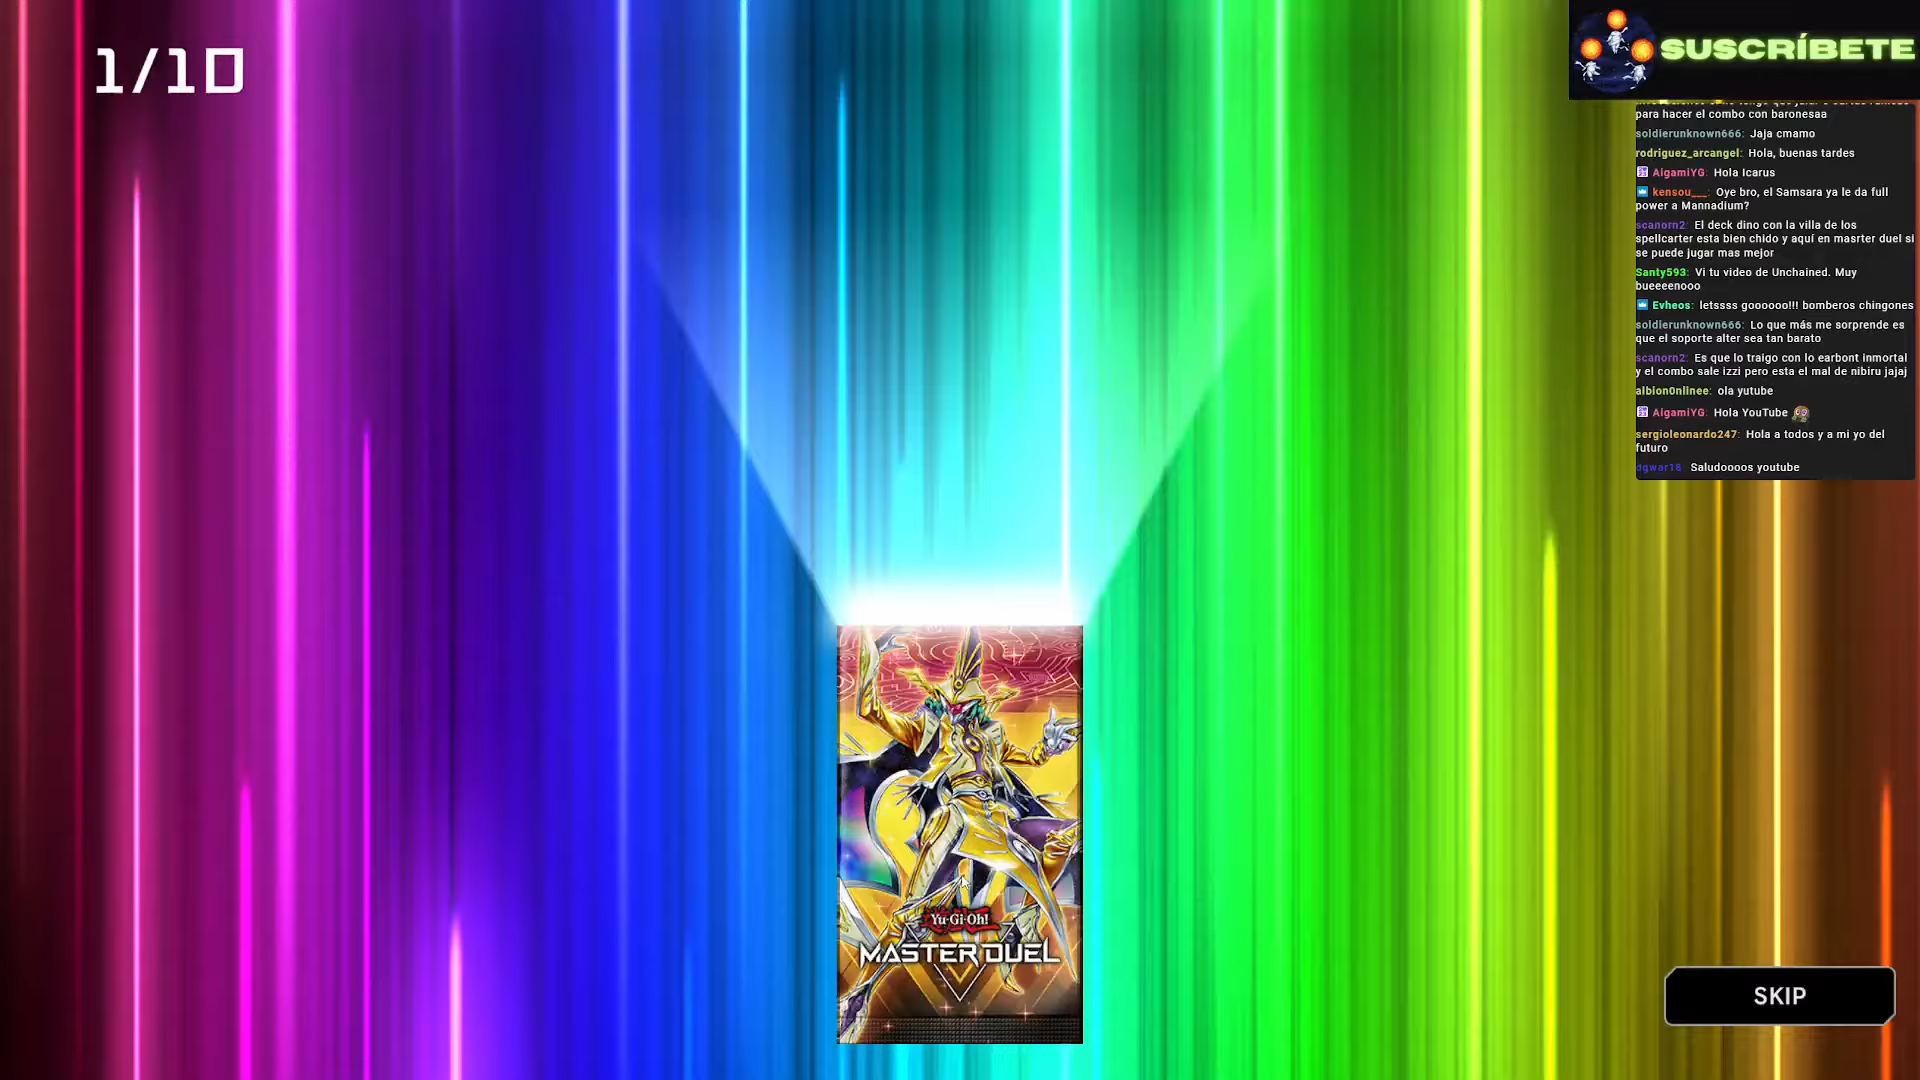 1/10
SUSCRÍBETE
para hacer el combo con baronesaa
soldierunknown666: Jaja cmamo
rodriguez_arcangel: Hola, buenas tardes
AigamiYG: Hola Icarus
kensou___: Oye bro, el Samsara ya le da full
power a Mannadium?
scanorn2: El deck dino con la villa de los
spellcarter esta bien chido y aquí en masrter duel si
se puede jugar mas mejor
Santy593: Vi tu video de Unchained. Muy
bueeeenooo
Evheos: letssss goooooo!!! bomberos chingones
soldierunknown666: Lo que más me sorprende es
que el soporte alter sea tan barato
scanorn2: Es que lo traigo con lo earbont inmortal
y el combo sale izzi pero esta el mal de nibiru jajaj
albion0nlinee: ola yutube
AigamiYG: Hola YouTube
sergioleonardo247: Hola a todos y a mi yo del
futuro
dgwar18: Saludoooos youtube
Yu-Gi-Oh!
MASTER DUEL
SKIP